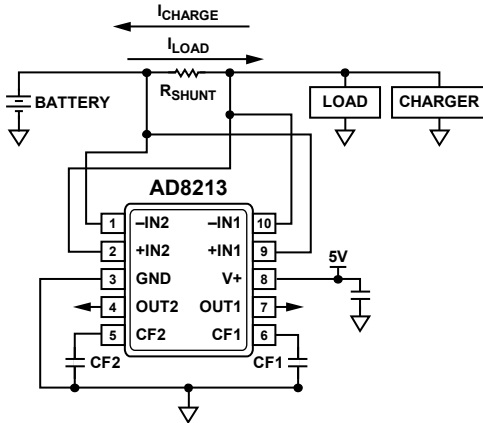 ICHARGE
ILOAD
BATTERY
RSHUNT
LOAD
CHARGER
AD8213
1 –IN2 –IN1 10
2 +IN2 +IN1 9
3 GND V+ 8
5V
4 OUT2 OUT1 7
5 CF2 CF1 6
CF2 CF1